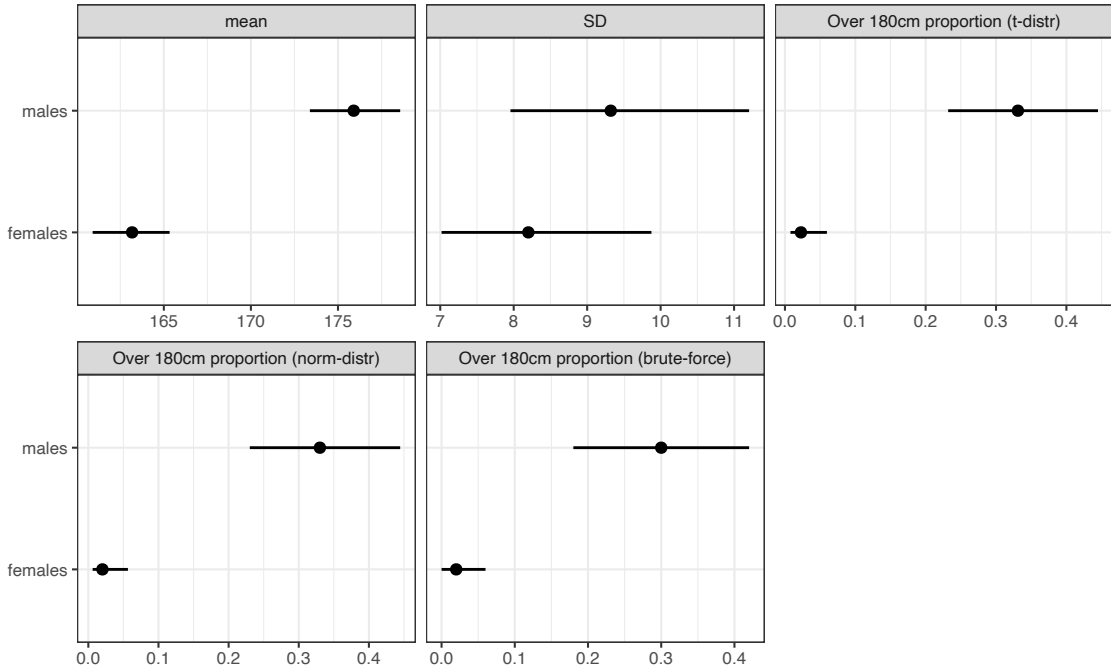 mean
SD
Over 180cm proportion (t-distr)
males
females
165 170 175
7 8 9 10 11
0.0 0.1 0.2 0.3 0.4
Over 180cm proportion (norm-distr)
Over 180cm proportion (brute-force)
males
females
0.0 0.1 0.2 0.3 0.4
0.0 0.1 0.2 0.3 0.4